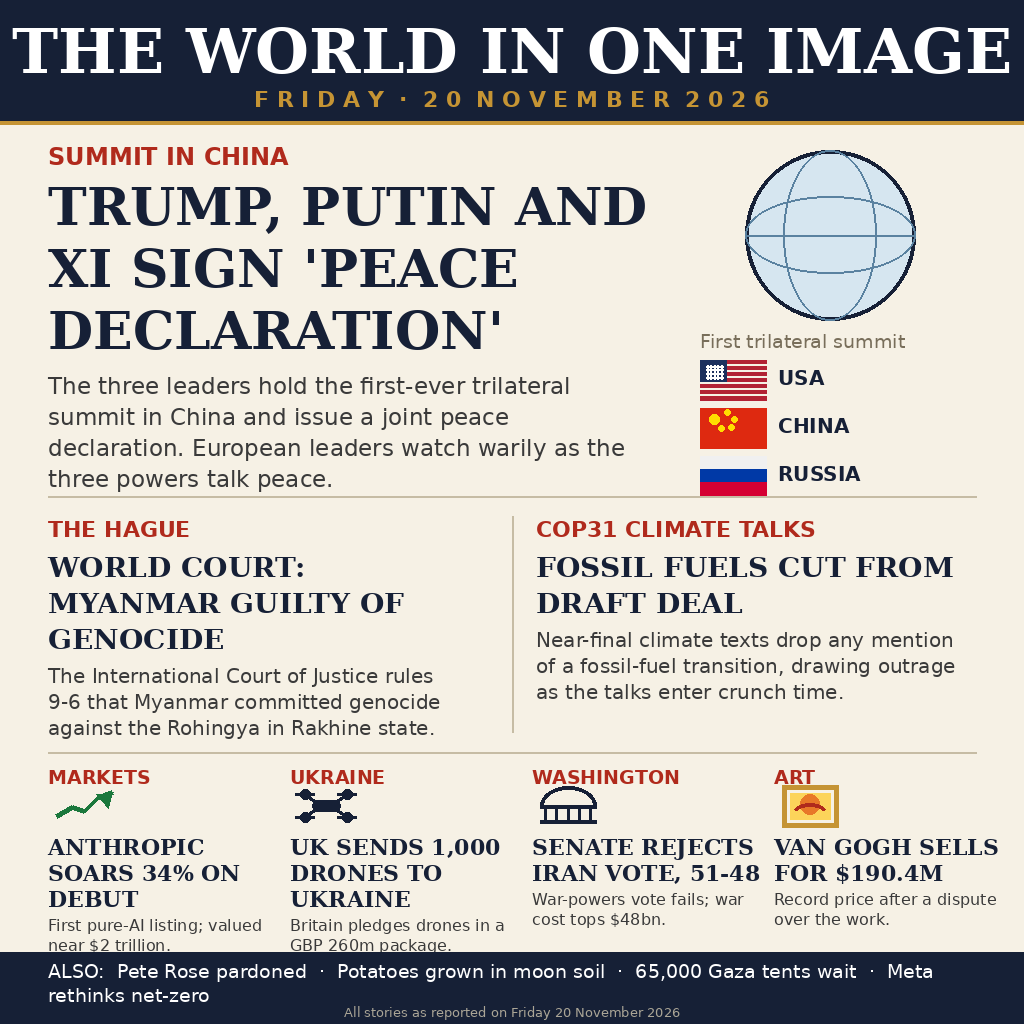 THE WORLD IN ONE IMAGE
FRIDAY · 20 NOVEMBER 2026
SUMMIT IN CHINA
TRUMP, PUTIN AND
XI SIGN 'PEACE
DECLARATION'
The three leaders hold the first-ever trilateral
summit in China and issue a joint peace
declaration. European leaders watch warily as the
three powers talk peace.
First trilateral summit
USA
CHINA
RUSSIA
THE HAGUE
WORLD COURT:
MYANMAR GUILTY OF
GENOCIDE
The International Court of Justice rules
9-6 that Myanmar committed genocide
against the Rohingya in Rakhine state.
COP31 CLIMATE TALKS
FOSSIL FUELS CUT FROM
DRAFT DEAL
Near-final climate texts drop any mention
of a fossil-fuel transition, drawing outrage
as the talks enter crunch time.
MARKETS
ANTHROPIC
SOARS 34% ON
DEBUT
First pure-AI listing; valued
near $2 trillion.
UKRAINE
UK SENDS 1,000
DRONES TO
UKRAINE
Britain pledges drones in a
GBP 260m package.
WASHINGTON
SENATE REJECTS
IRAN VOTE, 51-48
War-powers vote fails; war
cost tops $48bn.
ART
VAN GOGH SELLS
FOR $190.4M
Record price after a dispute
over the work.
ALSO:  Pete Rose pardoned  ·  Potatoes grown in moon soil  ·  65,000 Gaza tents wait  ·  Meta
rethinks net-zero
All stories as reported on Friday 20 November 2026